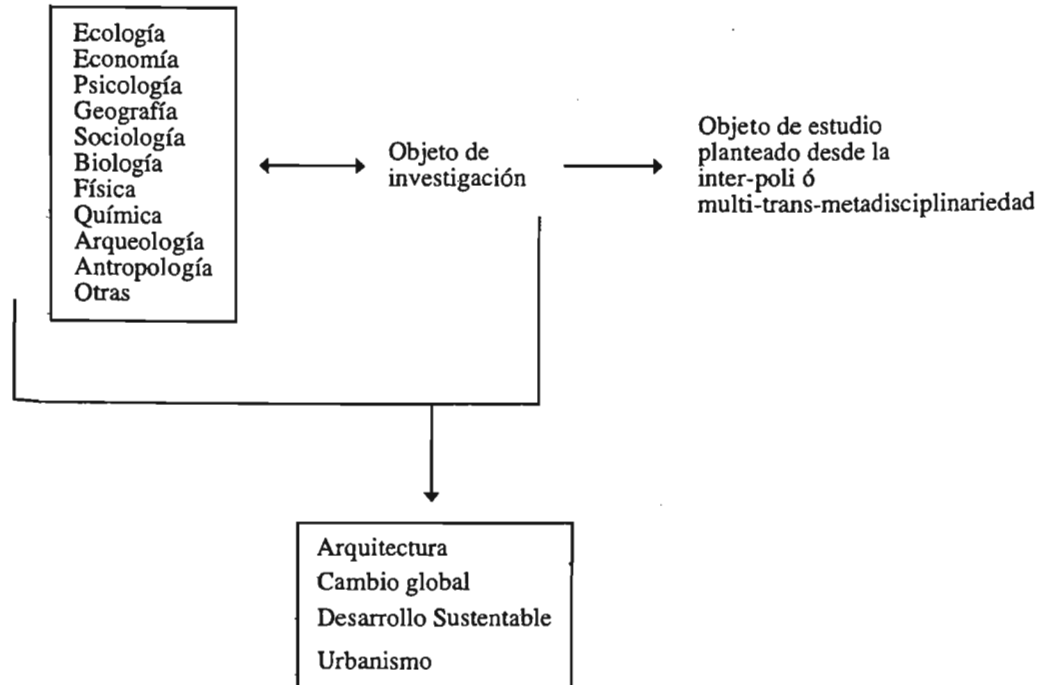 Ecología
Economía
Psicología
Geografía
Sociología
Biología
Física
Química
Arqueología
Antropología
Otras
Objeto de
investigación
Objeto de estudio
planteado desde la
inter-poli ó
multi-trans-metadisciplinariedad
Arquitectura
Cambio global
Desarrollo Sustentable
Urbanismo